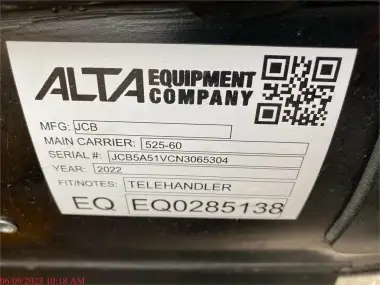 ALTA EQUIPMENT COMPANY
MFG: JCB
MAIN CARRIER: 525-60
SERIAL #: JCB5A51VCN3065304
YEAR: 2022
FIT/NOTES: TELEHANDLER
EQ EQ0285138
06/09/2023 10:18 AM